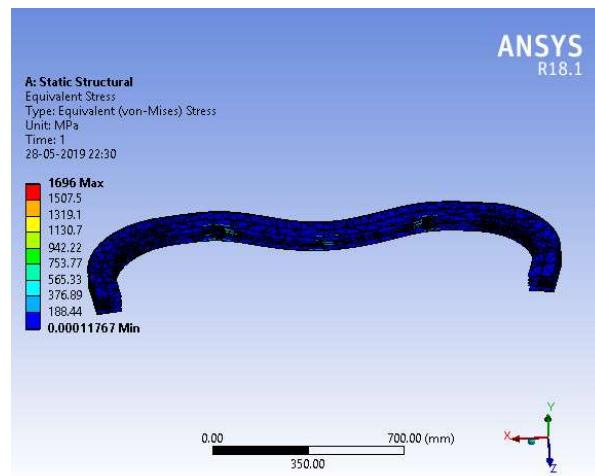 ANSYS
R18.1
A: Static Structural
Equivalent Stress
Type: Equivalent (von-Mises) Stress
Unit: MPa
Time: 1
28-05-2019 22:30
1696 Max
1507.5
1319.1
1130.7
942.22
753.77
565.33
376.89
188.44
0.00011767 Min
0.00 700.00 (mm)
350.00
Y
X
Z